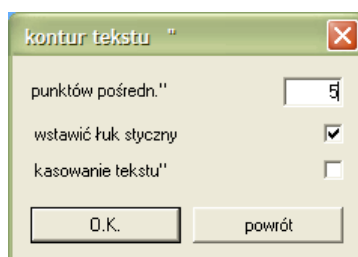 kontur tekstu "
punktów pośredn." 5
wstawić łuk styczny
kasowanie tekstu"
O.K. powrót